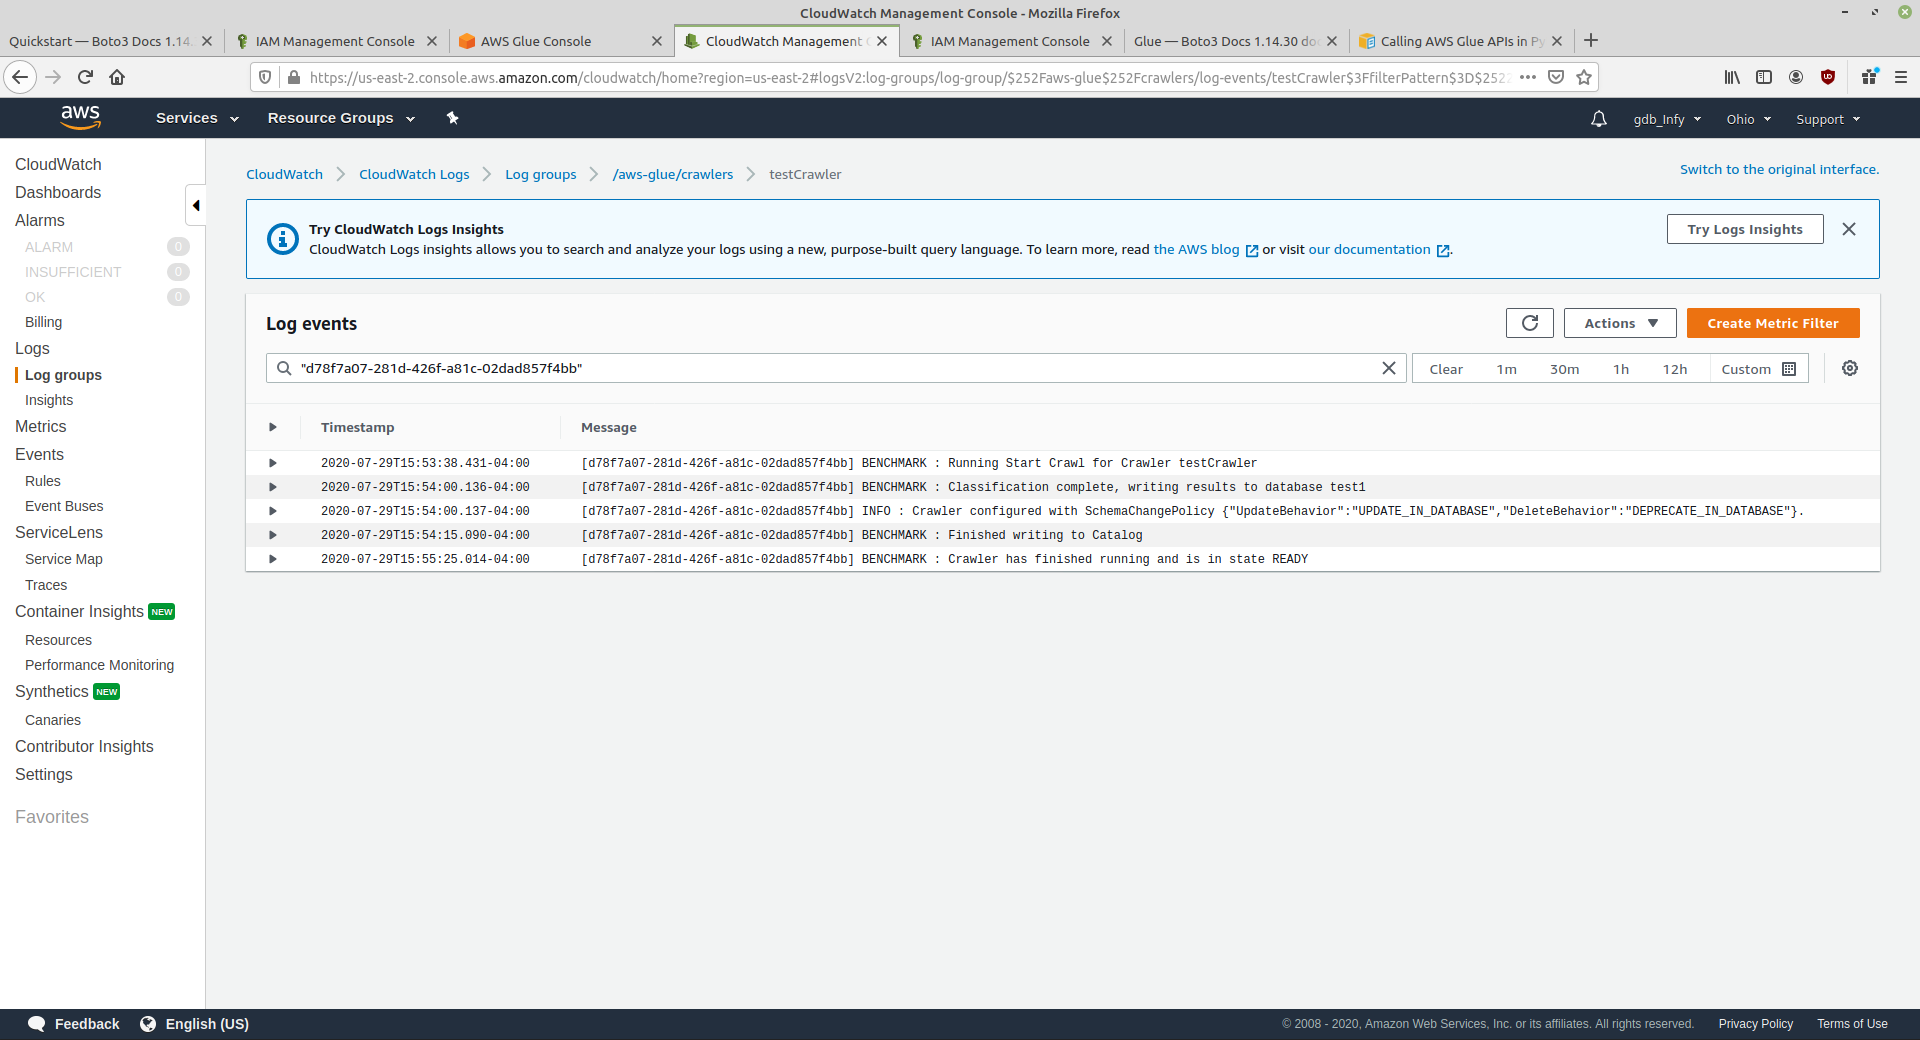 CloudWatch Management Console - Mozilla Firefox
Quickstart — Boto3 Docs 1.14.
IAM Management Console
AWS Glue Console
CloudWatch Management
IAM Management Console
Glue — Boto3 Docs 1.14.30 do
Calling AWS Glue APIs in Py
https://us-east-2.console.aws.amazon.com/cloudwatch/home?region=us-east-2#logsV2:log-groups/log-group/$252Faws-glue$252Fcrawlers/log-events/testCrawler$3FfilterPattern$3D$2522
aws
Services
Resource Groups
gdb_Infy
Ohio
Support
CloudWatch
Dashboards
Alarms
ALARM 0
INSUFFICIENT 0
OK 0
Billing
Logs
Log groups
Insights
Metrics
Events
Rules
Event Buses
ServiceLens
Service Map
Traces
Container Insights NEW
Resources
Performance Monitoring
Synthetics NEW
Canaries
Contributor Insights
Settings
Favorites
CloudWatch
CloudWatch Logs
Log groups
/aws-glue/crawlers
testCrawler
Switch to the original interface.
Try CloudWatch Logs Insights
CloudWatch Logs insights allows you to search and analyze your logs using a new, purpose-built query language. To learn more, read the AWS blog or visit our documentation .
Try Logs Insights
Log events
Actions
Create Metric Filter
"d78f7a07-281d-426f-a81c-02dad857f4bb"
Clear 1m 30m 1h 12h Custom
Timestamp Message
2020-07-29T15:53:38.431-04:00 [d78f7a07-281d-426f-a81c-02dad857f4bb] BENCHMARK : Running Start Crawl for Crawler testCrawler
2020-07-29T15:54:00.136-04:00 [d78f7a07-281d-426f-a81c-02dad857f4bb] BENCHMARK : Classification complete, writing results to database test1
2020-07-29T15:54:00.137-04:00 [d78f7a07-281d-426f-a81c-02dad857f4bb] INFO : Crawler configured with SchemaChangePolicy {"UpdateBehavior":"UPDATE_IN_DATABASE","DeleteBehavior":"DEPRECATE_IN_DATABASE"}.
2020-07-29T15:54:15.090-04:00 [d78f7a07-281d-426f-a81c-02dad857f4bb] BENCHMARK : Finished writing to Catalog
2020-07-29T15:55:25.014-04:00 [d78f7a07-281d-426f-a81c-02dad857f4bb] BENCHMARK : Crawler has finished running and is in state READY
Feedback
English (US)
© 2008 - 2020, Amazon Web Services, Inc. or its affiliates. All rights reserved.
Privacy Policy
Terms of Use